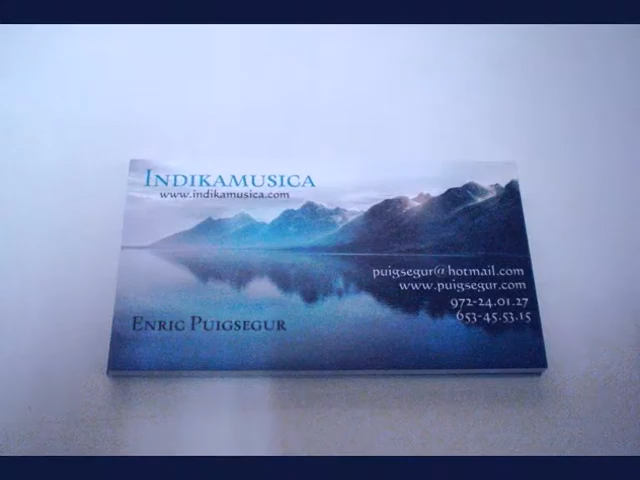 INDIKAMUSICA
www.indikamusica.com
puigsegur@hotmail.com
www.puigsegur.com
972-24.01.27
653-45.53.15
ENRIC PUIGSEGUR